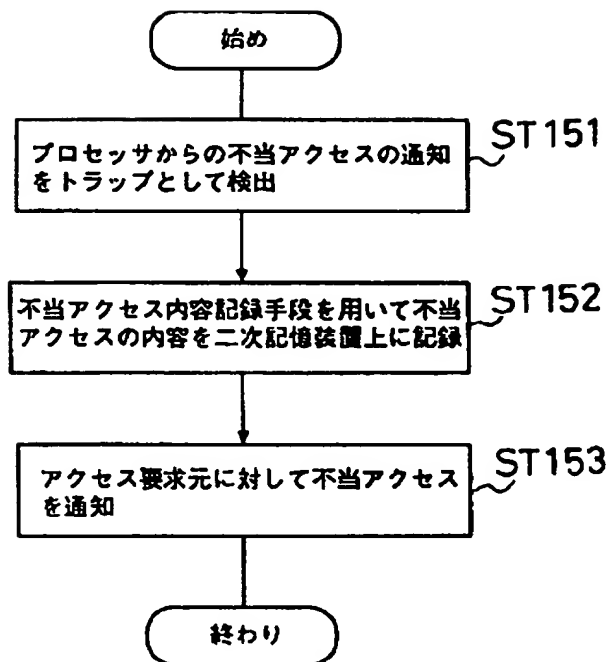 始め
プロセッサからの不当アクセスの通知
をトラップとして検出
ST151
不当アクセス内容記録手段を用いて不当
アクセスの内容を二次記憶装置上に記録
ST152
アクセス要求元に対して不当アクセス
を通知
ST153
終わり